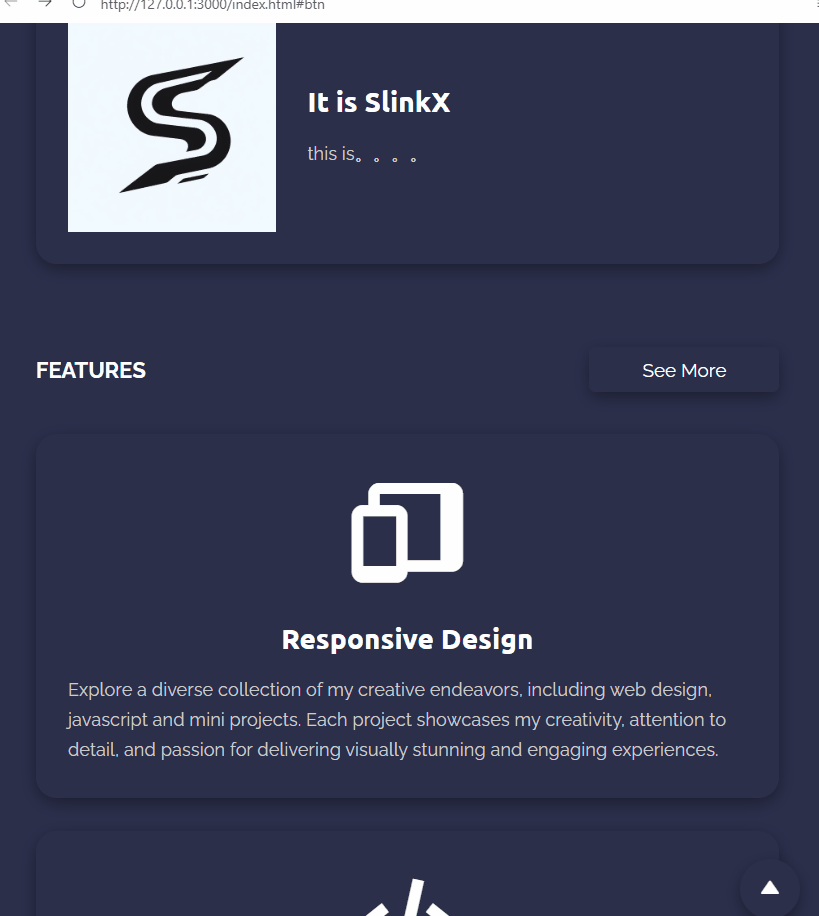 http://127.0.0.1:3000/index.html#btn
It is SlinkX
this is。。。。
FEATURES
See More
Responsive Design
Explore a diverse collection of my creative endeavors, including web design,
javascript and mini projects. Each project showcases my creativity, attention to
detail, and passion for delivering visually stunning and engaging experiences.